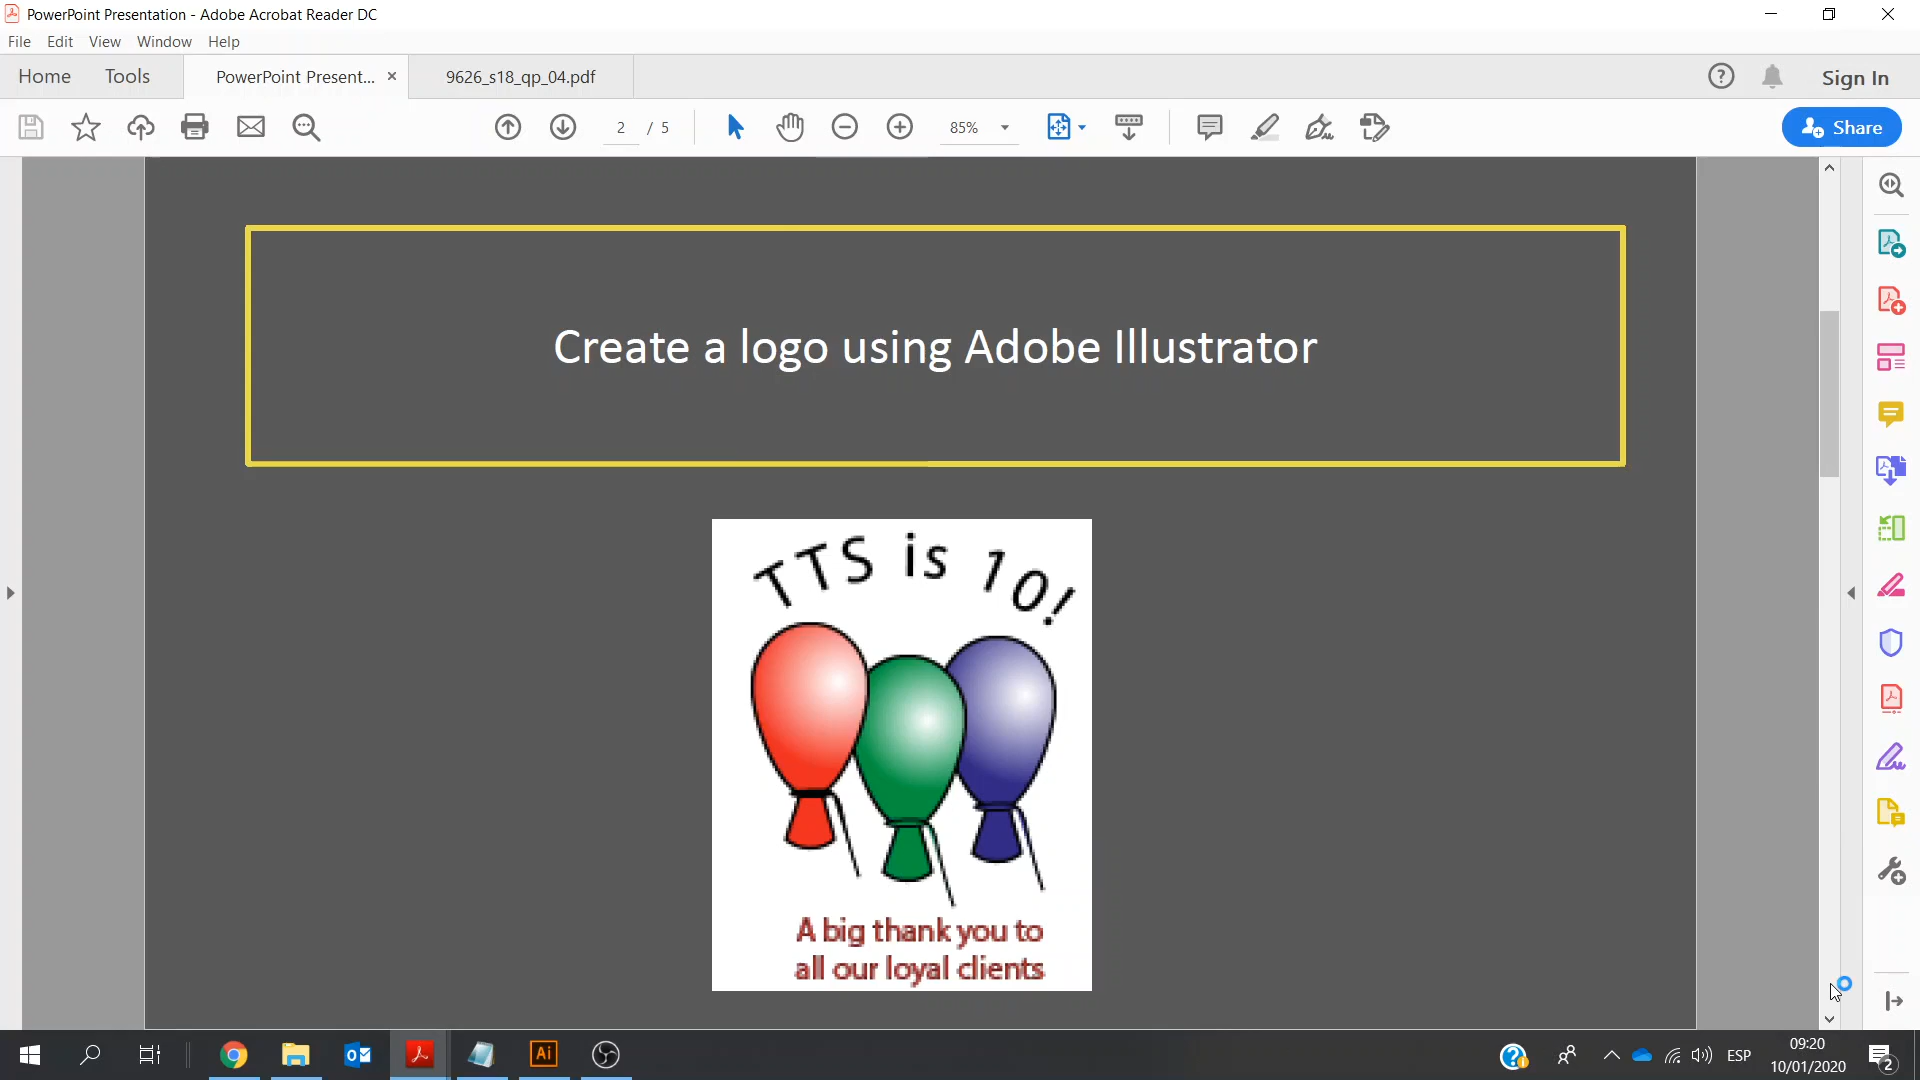 PowerPoint Presentation - Adobe Acrobat Reader DC
File Edit View Window Help
Home Tools PowerPoint Present... × 9626_s18_qp_04.pdf ? Sign In
2 / 5 85% Share
Create a logo using Adobe Illustrator
TTS is 10!
A big thank you to
all our loyal clients
Ai ESP 09:20
10/01/2020 2